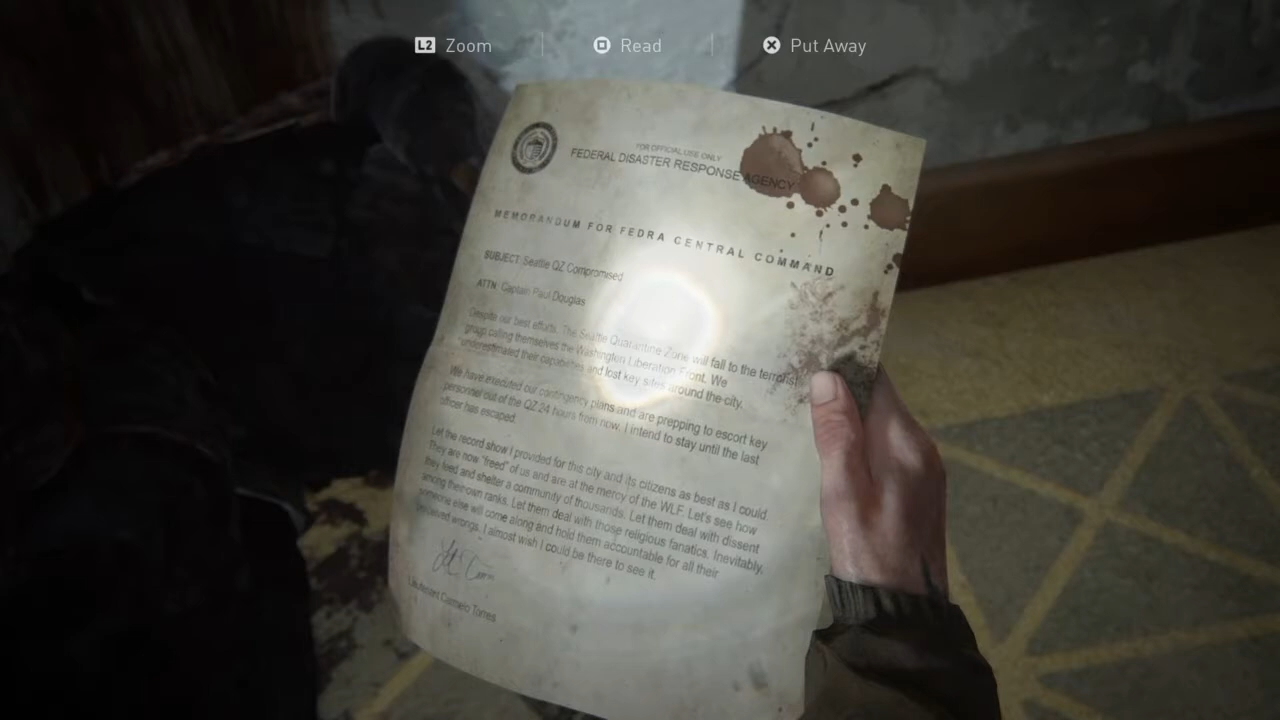 L2 Zoom
Read
Put Away
FOR OFFICIAL USE ONLY
FEDERAL DISASTER RESPONSE AGENCY
MEMORANDUM FOR FEDRA CENTRAL COMMAND
SUBJECT: Seattle QZ Compromised
ATTN: Captain Paul Douglas
Despite our best efforts, The Seattle Quarantine Zone will fall to the terrorist
group calling themselves the Washington Liberation Front. We
underestimated their capabilities and lost key sites around the city.
We have executed our contingency plans and are prepping to escort key
personnel out of the QZ 24 hours from now. I intend to stay until the last
officer has escaped.
Let the record show I provided for this city and its citizens as best as I could.
They are now "freed" of us and are at the mercy of the WLF. Let's see how
they feed and shelter a community of thousands. Let them deal with dissent
among their own ranks. Let them deal with those religious fanatics. Inevitably,
someone else will come along and hold them accountable for all their
perceived wrongs. I almost wish I could be there to see it.
Lieutenant Carmelo Torres